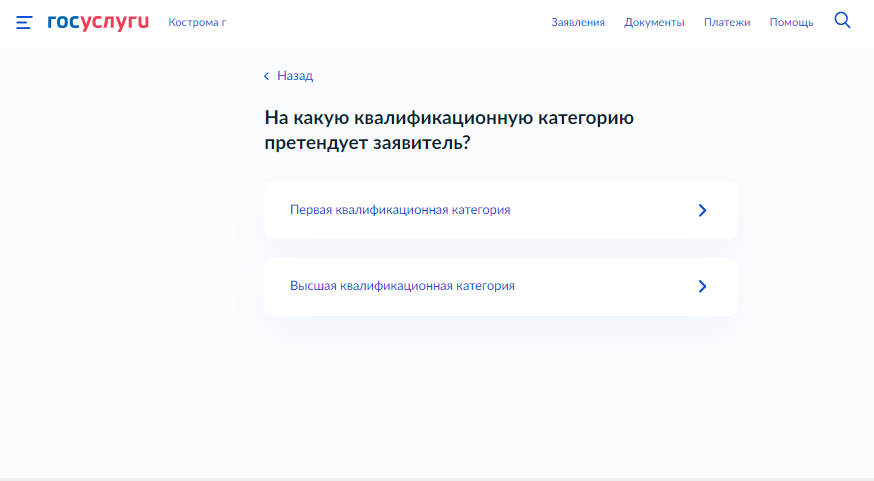 госуслуги Кострома г Заявления Документы Платежи Помощь
Назад
На какую квалификационную категорию
претендует заявитель?
Первая квалификационная категория
Высшая квалификационная категория